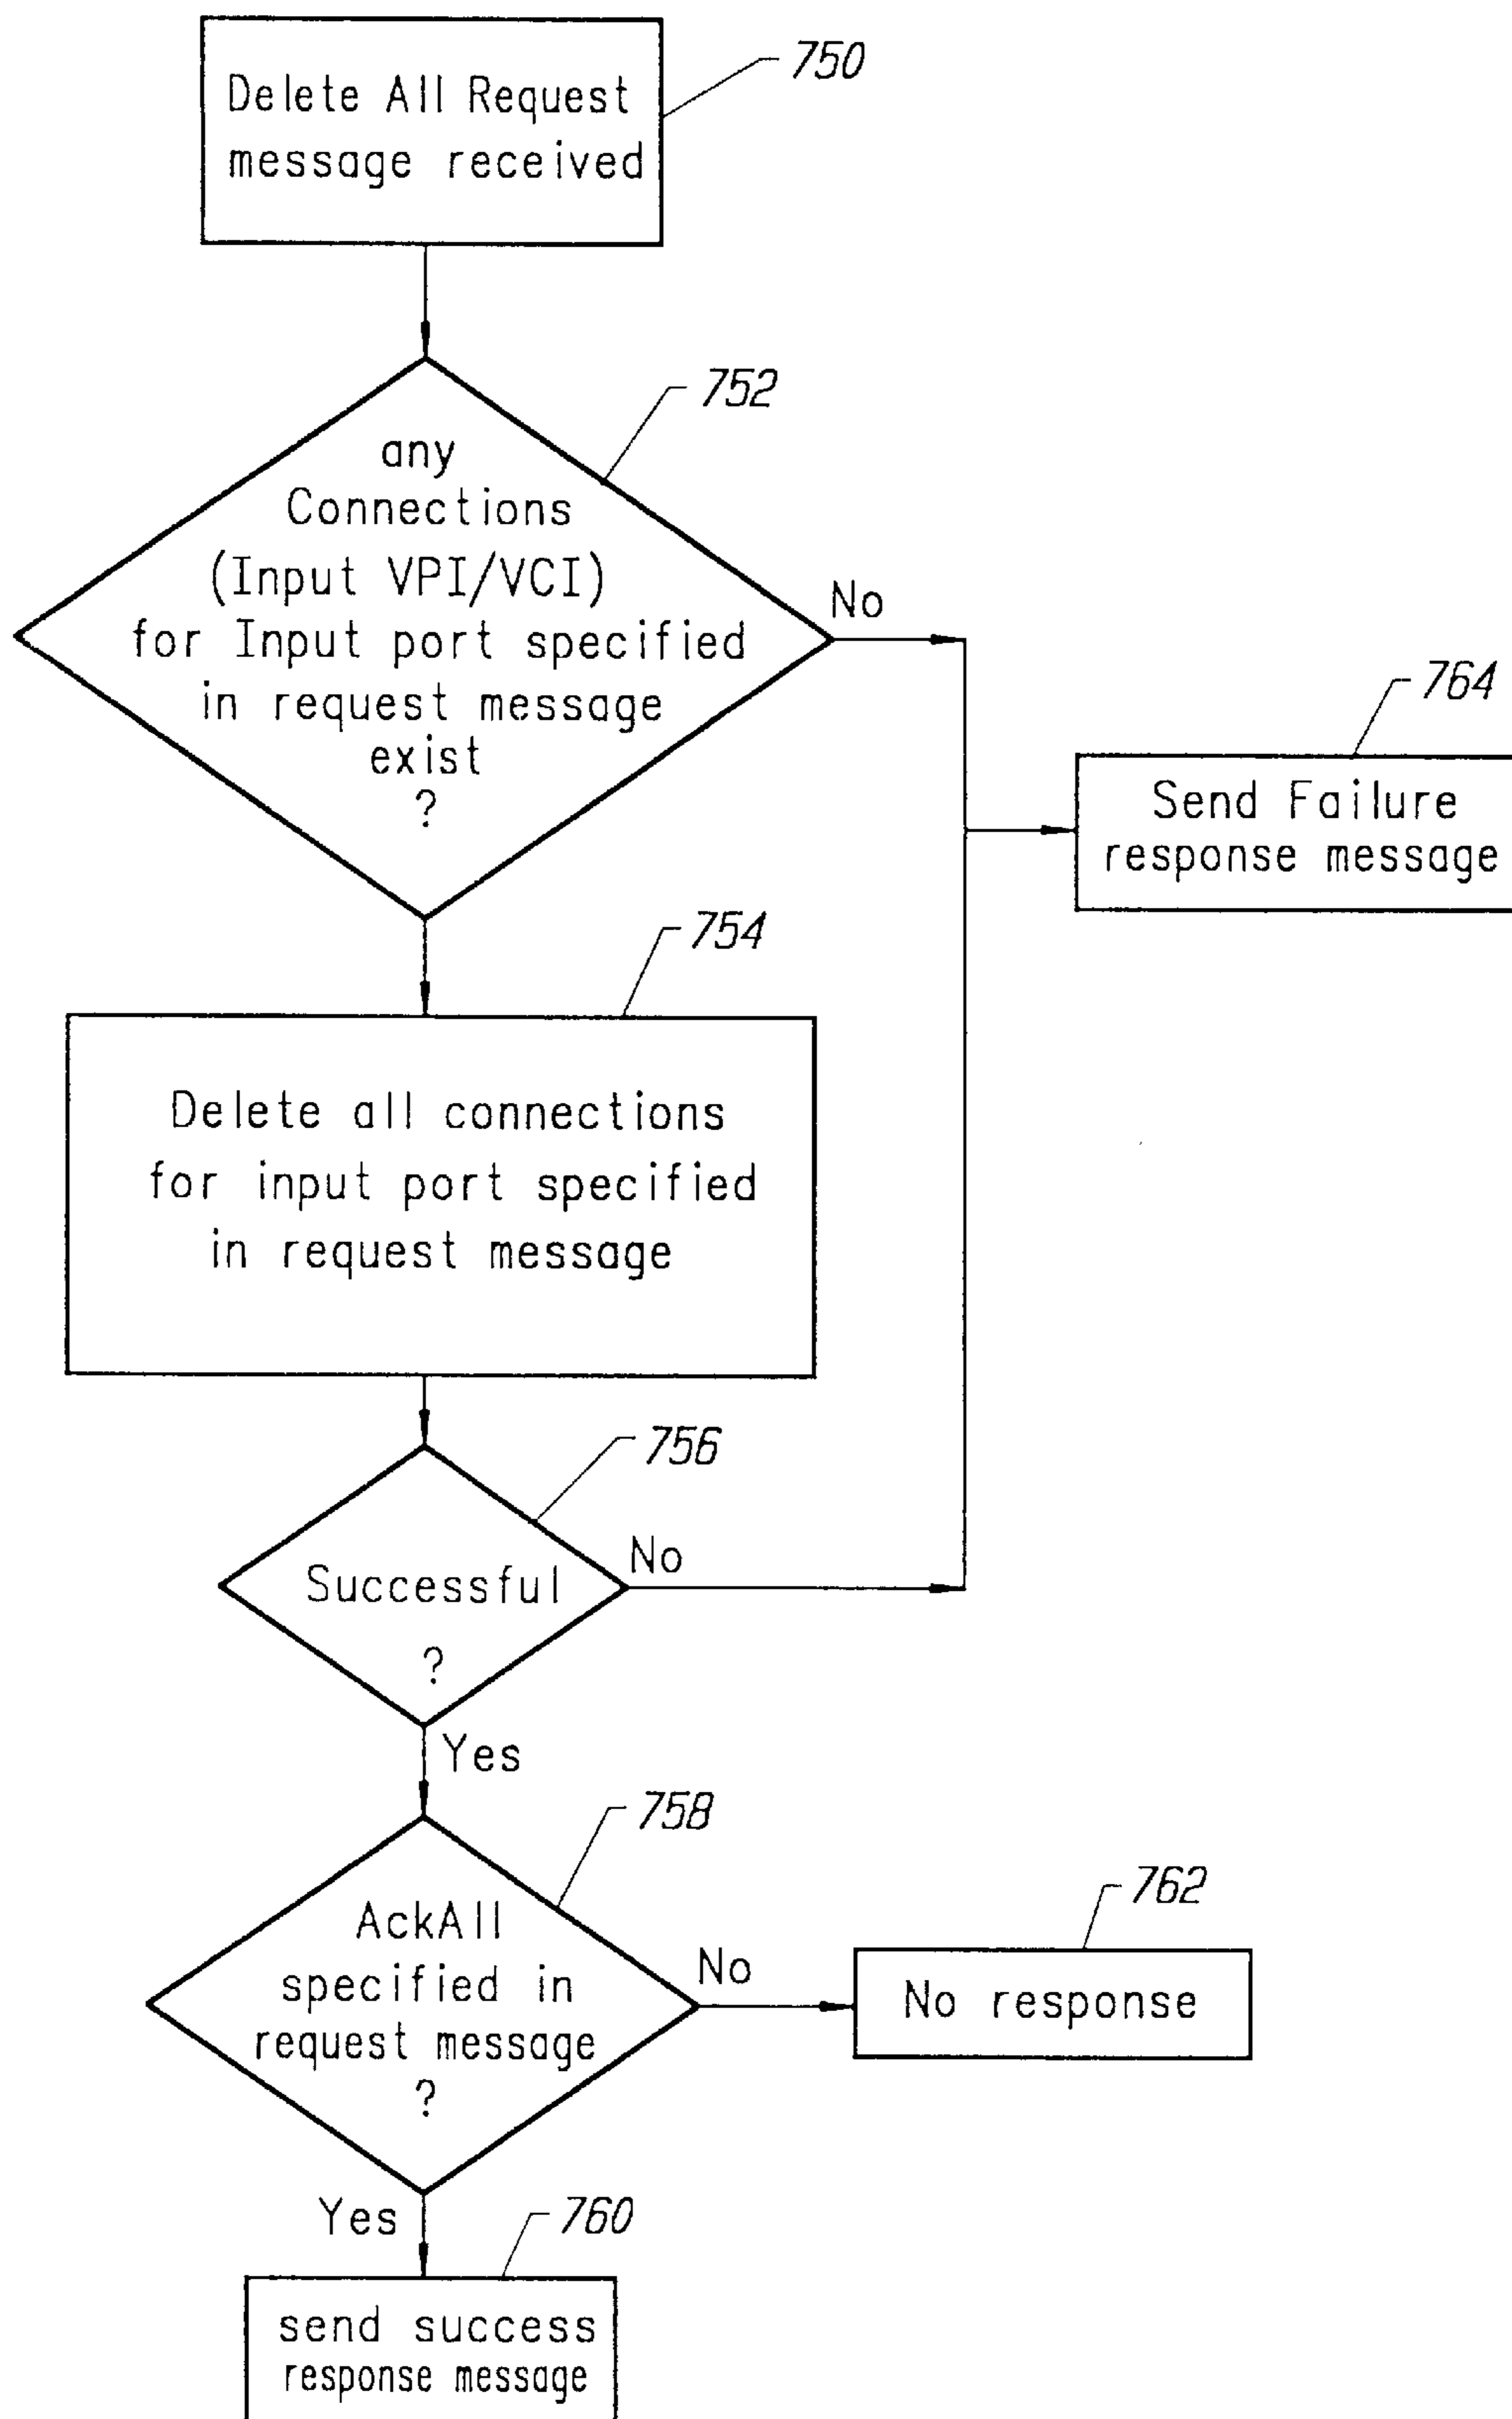 Delete All Request
message received
750
any
Connections
(Input VPI/VCI)
for Input port specified
in request message
exist
?
752
No
764
Send Failure
response message
754
Delete all connections
for input port specified
in request message
756
Successful
?
No
Yes
758
AckAll
specified in
request message
?
No
762
No response
Yes
760
send success
response message